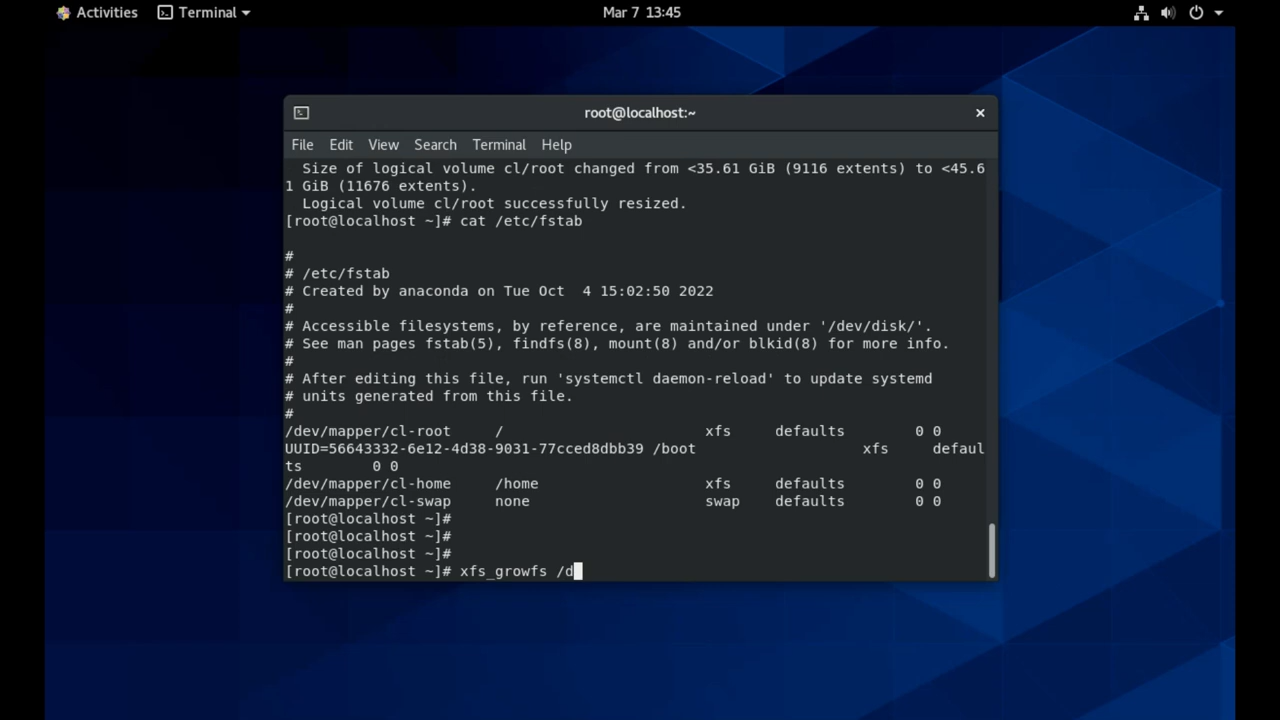 Activities Terminal Mar 7 13:45
root@localhost:~
File Edit View Search Terminal Help
Size of logical volume cl/root changed from <35.61 GiB (9116 extents) to <45.6
1 GiB (11676 extents).
Logical volume cl/root successfully resized.
[root@localhost ~]# cat /etc/fstab
#
# /etc/fstab
# Created by anaconda on Tue Oct  4 15:02:50 2022
#
# Accessible filesystems, by reference, are maintained under '/dev/disk/'.
# See man pages fstab(5), findfs(8), mount(8) and/or blkid(8) for more info.
#
# After editing this file, run 'systemctl daemon-reload' to update systemd
# units generated from this file.
#
/dev/mapper/cl-root     /                       xfs     defaults        0 0
UUID=56643332-6e12-4d38-9031-77cced8dbb39 /boot                   xfs     defaul
ts        0 0
/dev/mapper/cl-home     /home                   xfs     defaults        0 0
/dev/mapper/cl-swap     none                    swap    defaults        0 0
[root@localhost ~]#
[root@localhost ~]#
[root@localhost ~]#
[root@localhost ~]# xfs_growfs /d